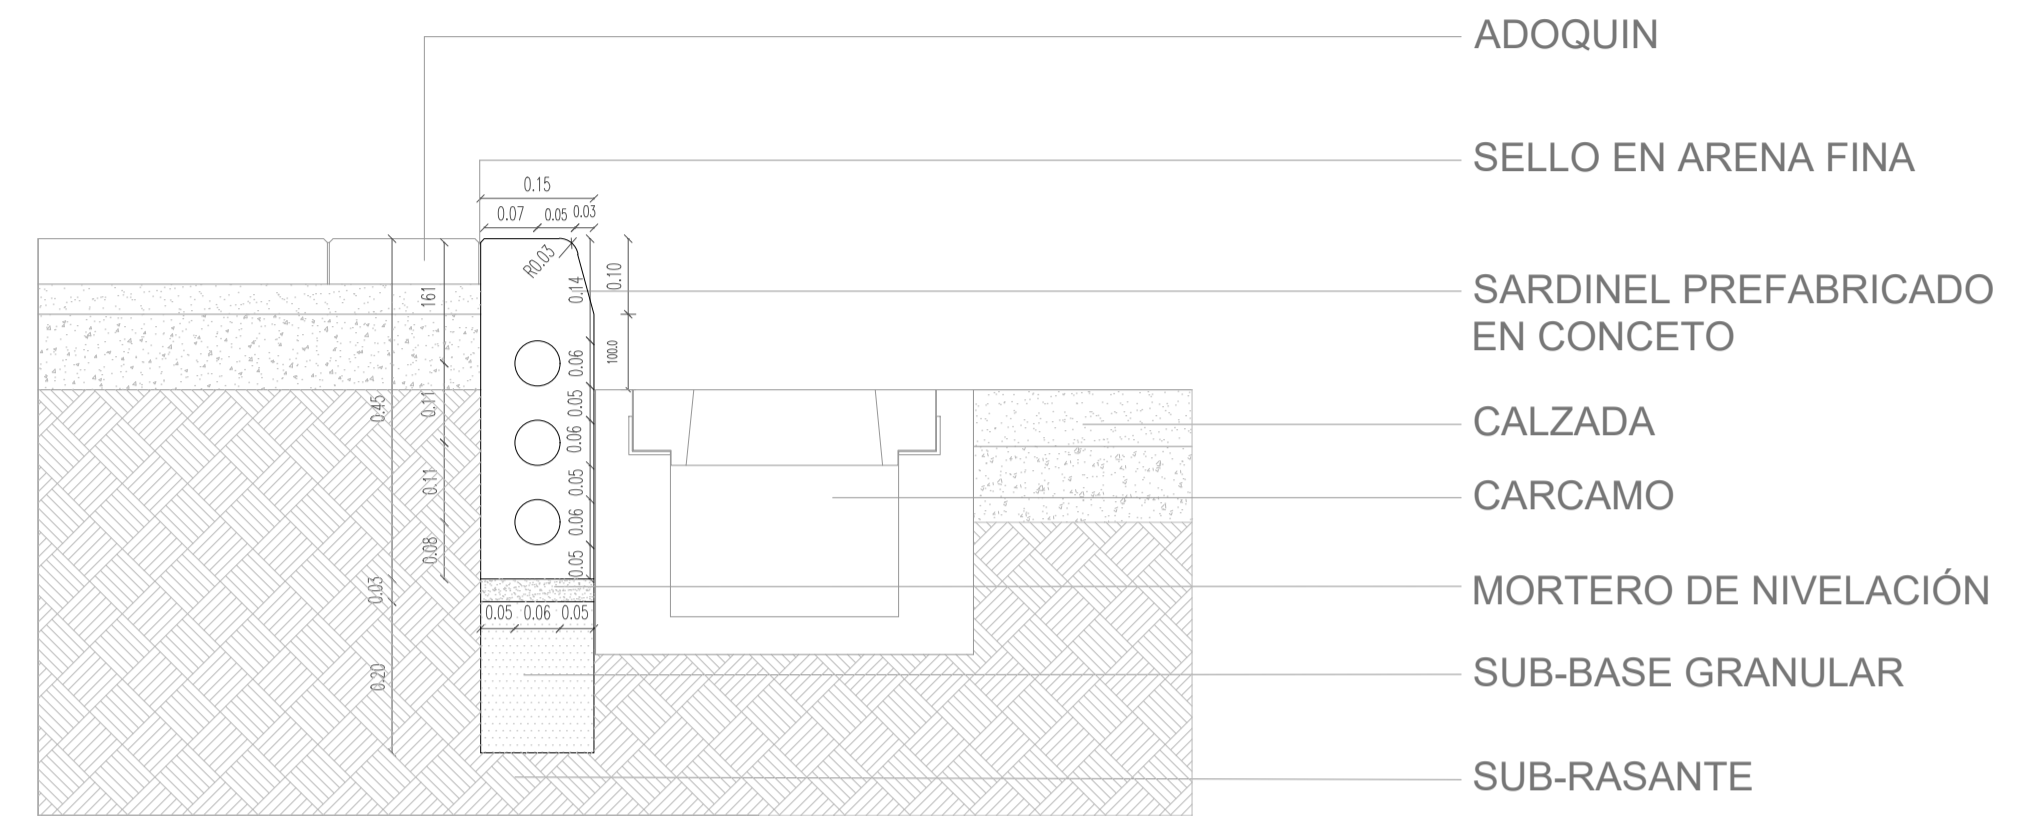 ADOQUIN
SELLO EN ARENA FINA
0.15
0.07 0.05 0.03
R0.03
0.14
0.10
161
SARDINEL PREFABRICADO
EN CONCETO
100.0
0.06
0.45
0.11
0.05
CALZADA
0.06
0.11
0.05
CARCAMO
0.06
0.08
0.05
0.03
MORTERO DE NIVELACIÓN
0.05 0.06 0.05
0.20
SUB-BASE GRANULAR
SUB-RASANTE